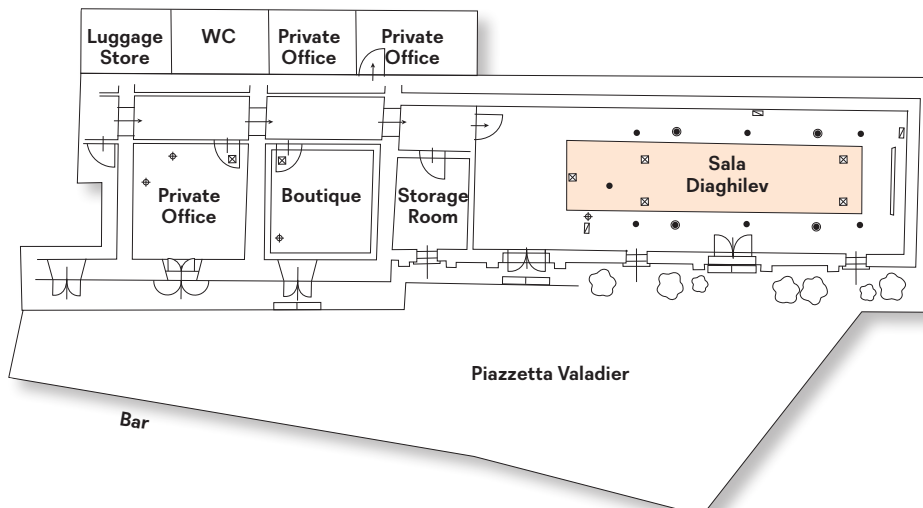 Luggage
Store
WC
Private
Office
Private
Office
Sala
Diaghilev
Private
Office
Boutique
Storage
Room
Piazzetta Valadier
Bar